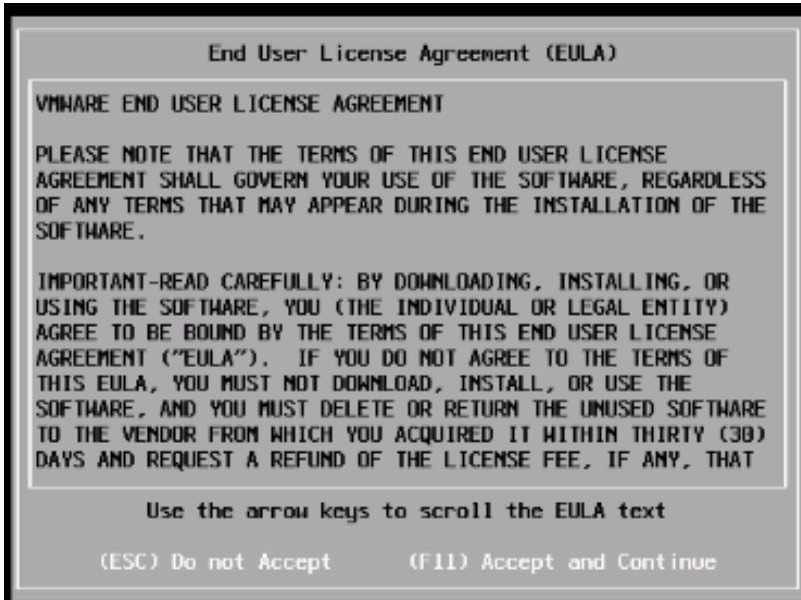 End User License Agreement (EULA)
VMWARE END USER LICENSE AGREEMENT
PLEASE NOTE THAT THE TERMS OF THIS END USER LICENSE
AGREEMENT SHALL GOVERN YOUR USE OF THE SOFTWARE, REGARDLESS
OF ANY TERMS THAT MAY APPEAR DURING THE INSTALLATION OF THE
SOFTWARE.
IMPORTANT-READ CAREFULLY: BY DOWNLOADING, INSTALLING, OR
USING THE SOFTWARE, YOU (THE INDIVIDUAL OR LEGAL ENTITY)
AGREE TO BE BOUND BY THE TERMS OF THIS END USER LICENSE
AGREEMENT ("EULA"). IF YOU DO NOT AGREE TO THE TERMS OF
THIS EULA, YOU MUST NOT DOWNLOAD, INSTALL, OR USE THE
SOFTWARE, AND YOU MUST DELETE OR RETURN THE UNUSED SOFTWARE
TO THE VENDOR FROM WHICH YOU ACQUIRED IT WITHIN THIRTY (30)
DAYS AND REQUEST A REFUND OF THE LICENSE FEE, IF ANY, THAT
Use the arrow keys to scroll the EULA text
(ESC) Do not Accept (F11) Accept and Continue